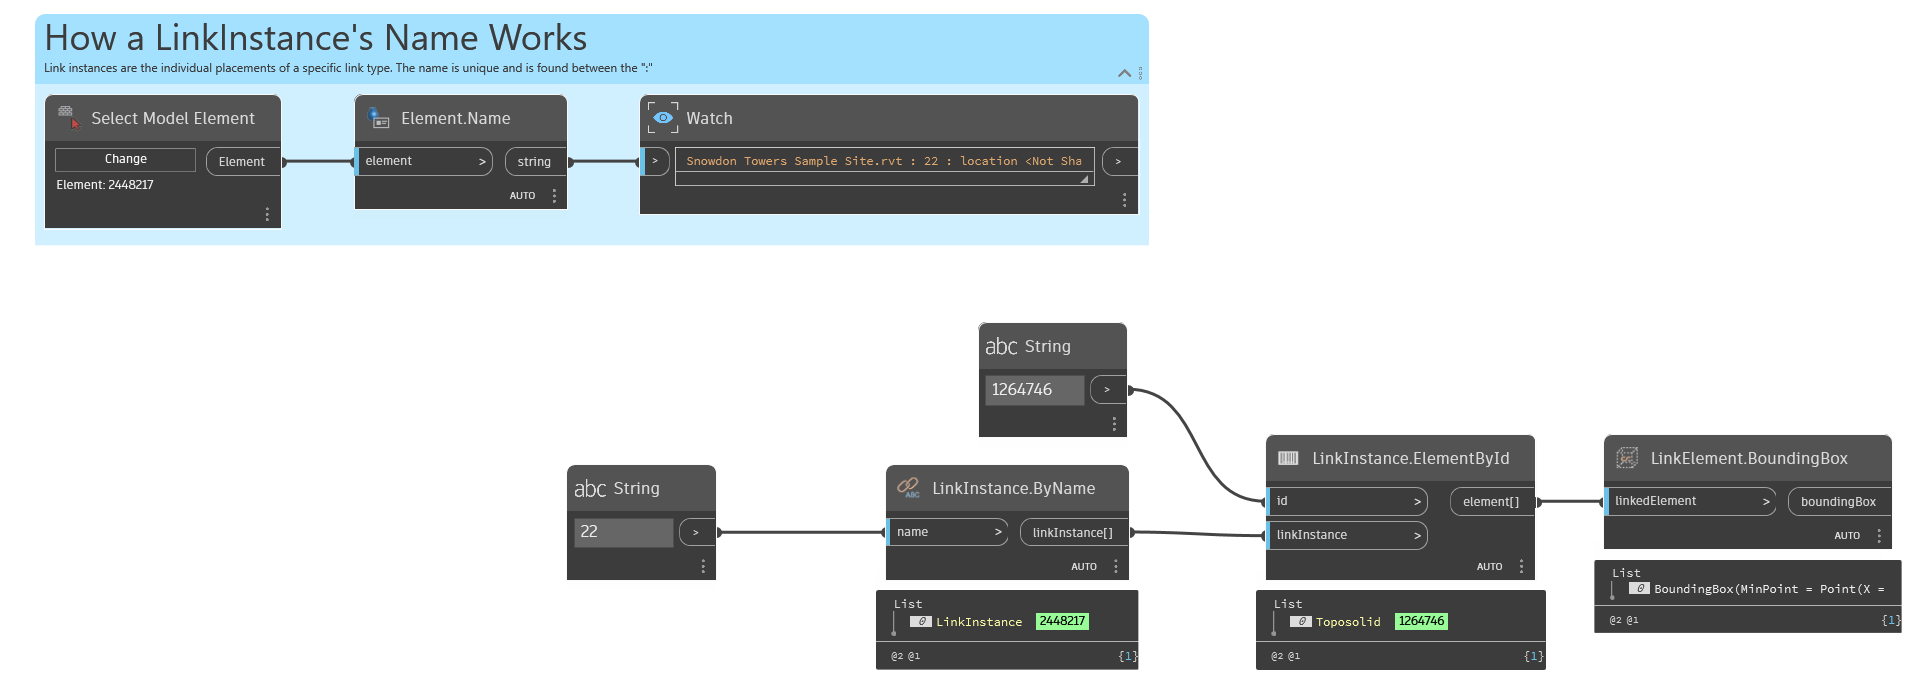 How a LinkInstance's Name Works
Link instances are the individual placements of a specific link type. The name is unique and is found between the ":"
Select Model Element
Change
Element
Element: 2448217
Element.Name
element >
string
AUTO
Watch
>
Snowdon Towers Sample Site.rvt : 22 : location <Not Sha
>
abc String
1264746
>
abc String
22
>
ABC
LinkInstance.ByName
name >
linkInstance[]
AUTO
List
0 LinkInstance 2448217
@2 @1
{1}
LinkInstance.ElementById
id >
element[]
linkInstance >
AUTO
List
0 Toposolid 1264746
@2 @1
{1}
LinkElement.BoundingBox
linkedElement >
boundingBox
AUTO
List
0 BoundingBox(MinPoint = Point(X =
@2 @1
{1}